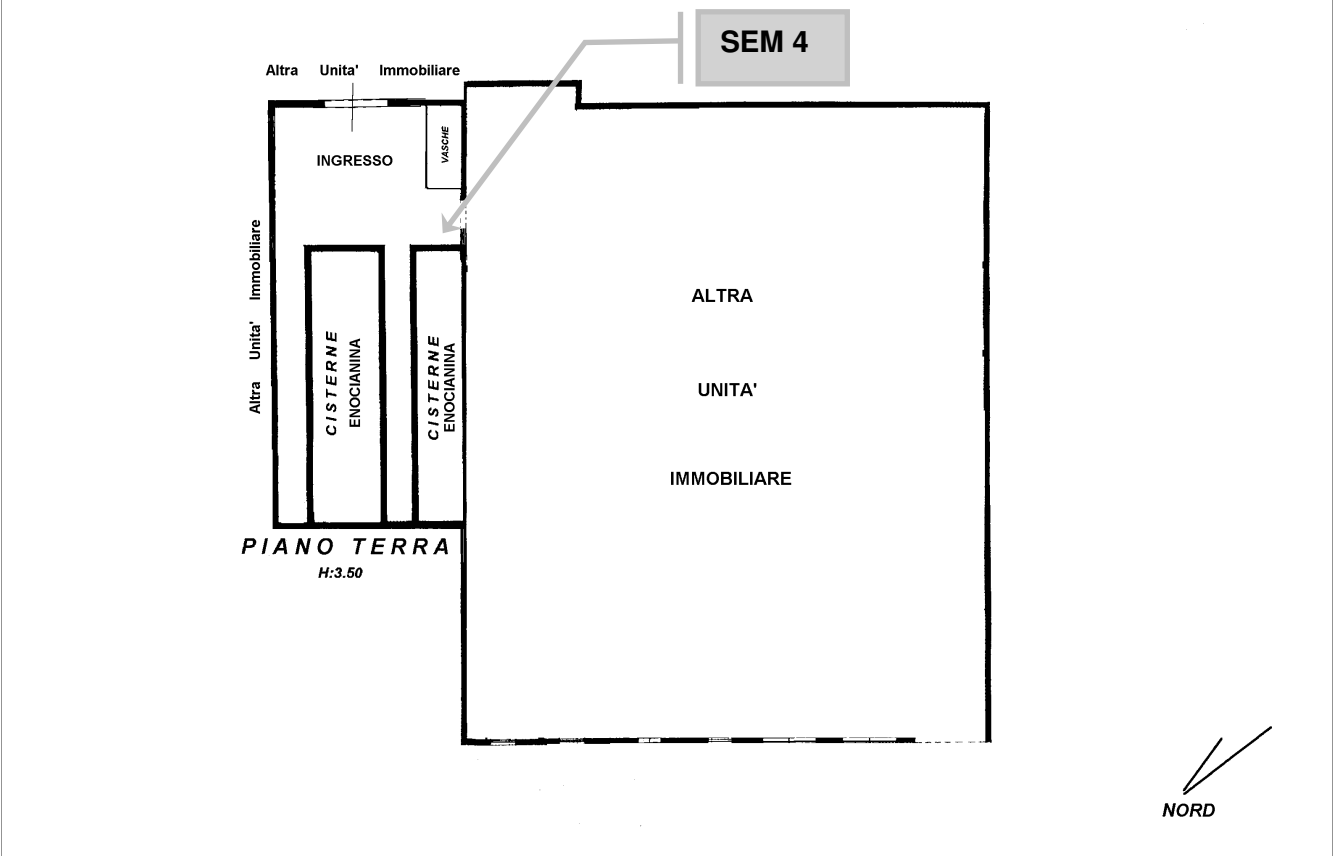 SEM 4
Altra Unita' Immobiliare
VASCHE
INGRESSO
Altra Unita' Immobiliare
ALTRA
UNITA'
IMMOBILIARE
CISTERNE
ENOCIANINA
CISTERNE
ENOCIANINA
PIANO TERRA
H:3.50
NORD